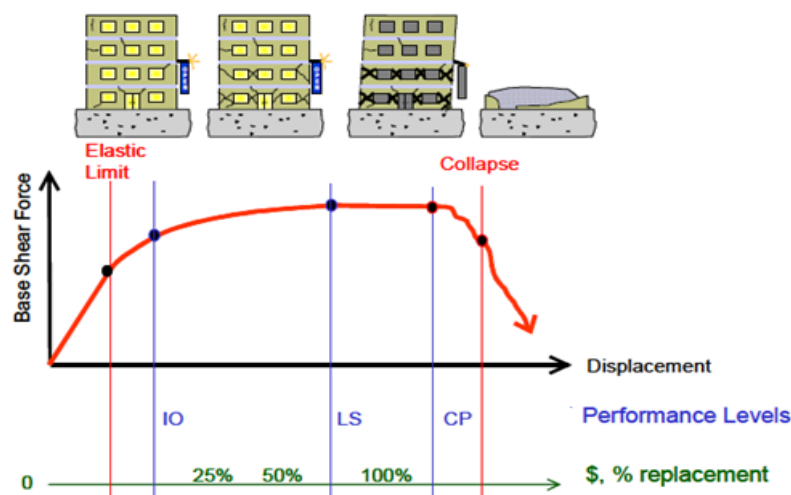 Elastic
Limit
Collapse
Base Shear Force
Displacement
IO
LS
CP
Performance Levels
0
25%
50%
100%
$, % replacement